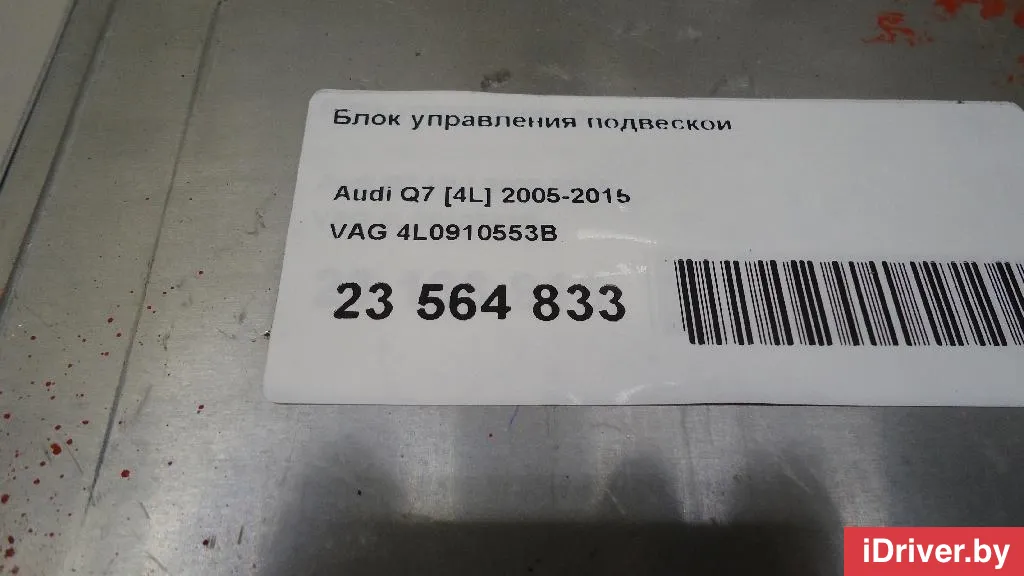 Блок управления подвеской
Audi Q7 [4L] 2005-2015
VAG 4L0910553B
23 564 833
iDriver.by